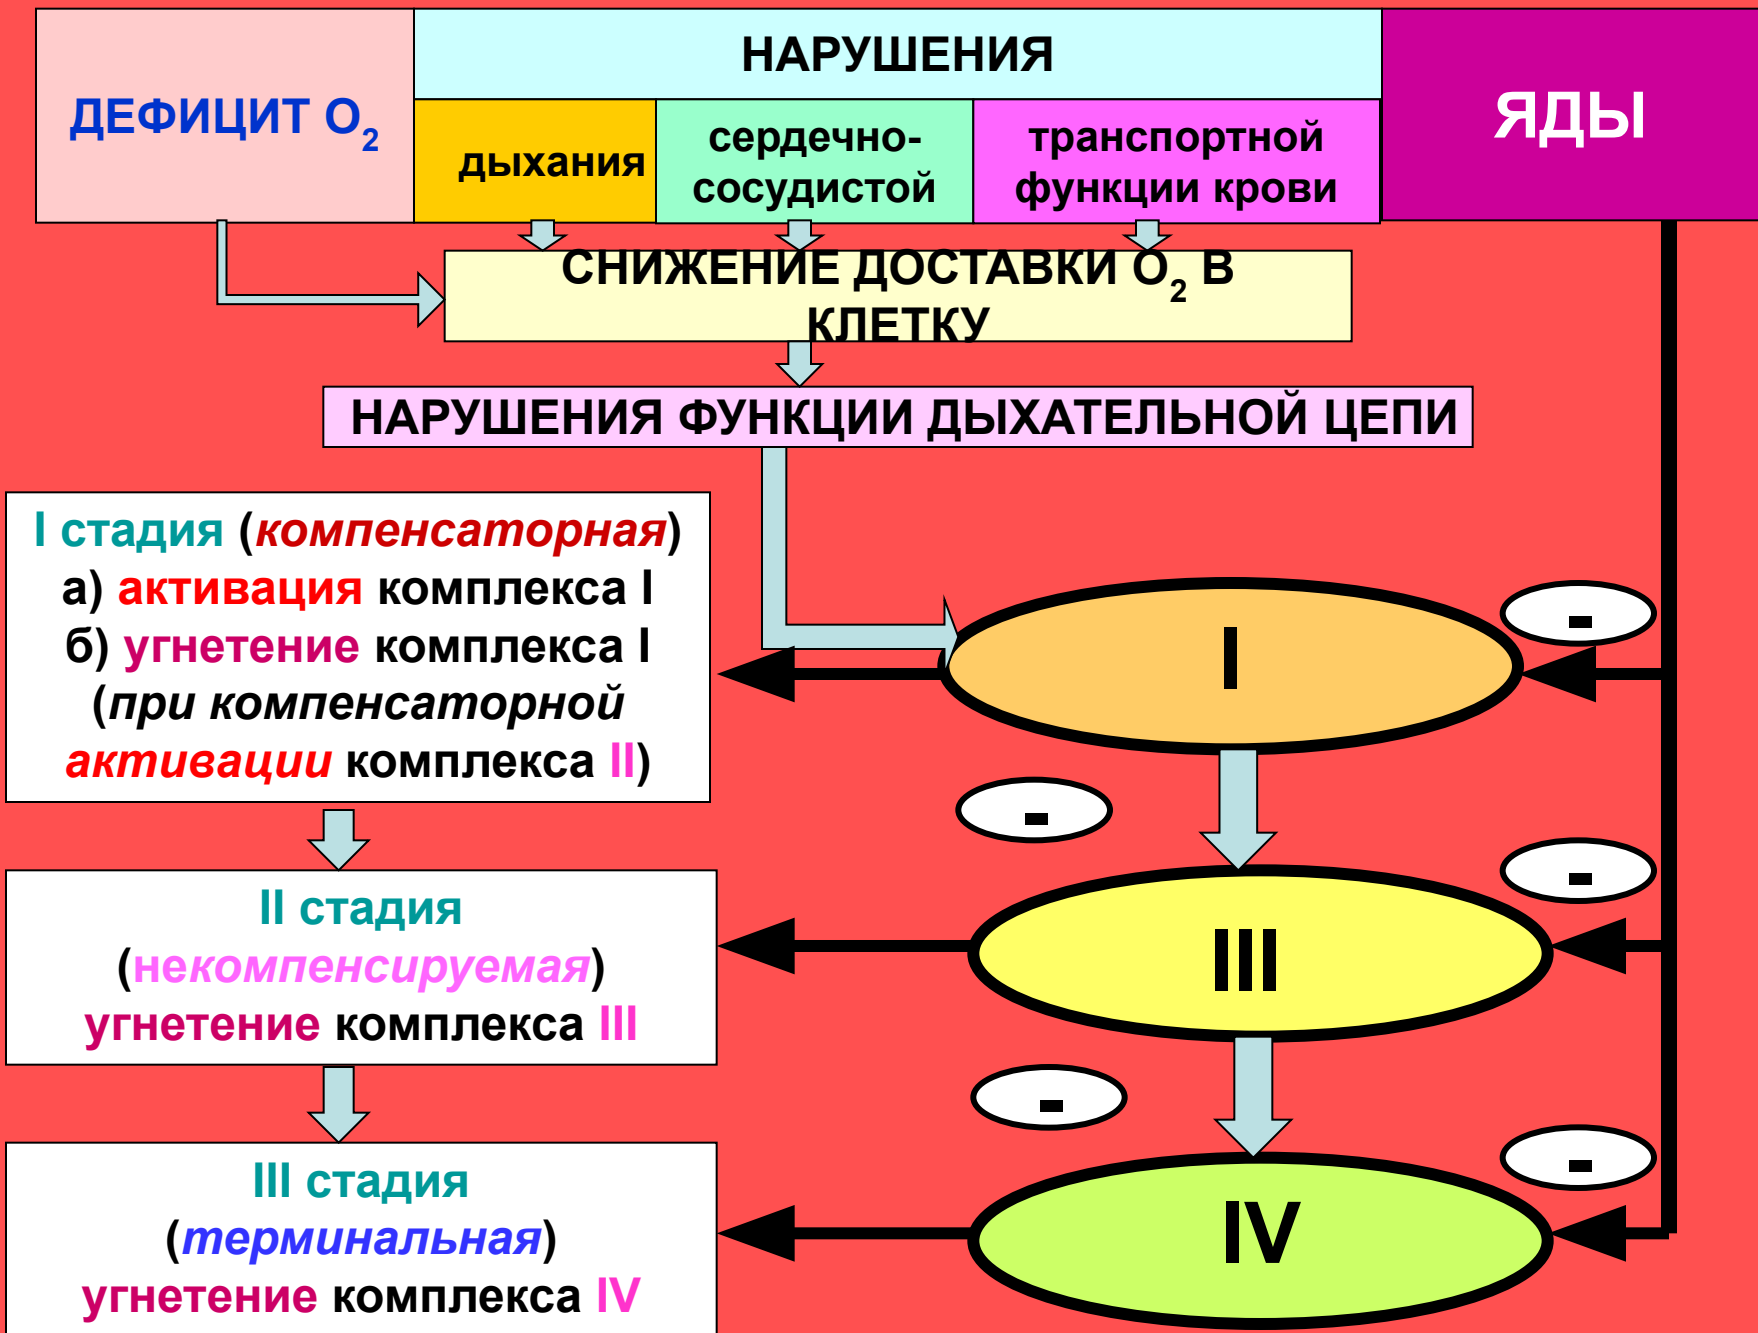 ДЕФИЦИТ O2
НАРУШЕНИЯ
дыхания
сердечно-
сосудистой
транспортной
функции крови
ЯДЫ
СНИЖЕНИЕ ДОСТАВКИ O2 В
КЛЕТКУ
НАРУШЕНИЯ ФУНКЦИИ ДЫХАТЕЛЬНОЙ ЦЕПИ
I стадия (компенсаторная)
а) активация комплекса I
б) угнетение комплекса I
(при компенсаторной
активации комплекса II)
I
-
-
II стадия
(некомпенсируемая)
угнетение комплекса III
III
-
-
III стадия
(терминальная)
угнетение комплекса IV
IV
-